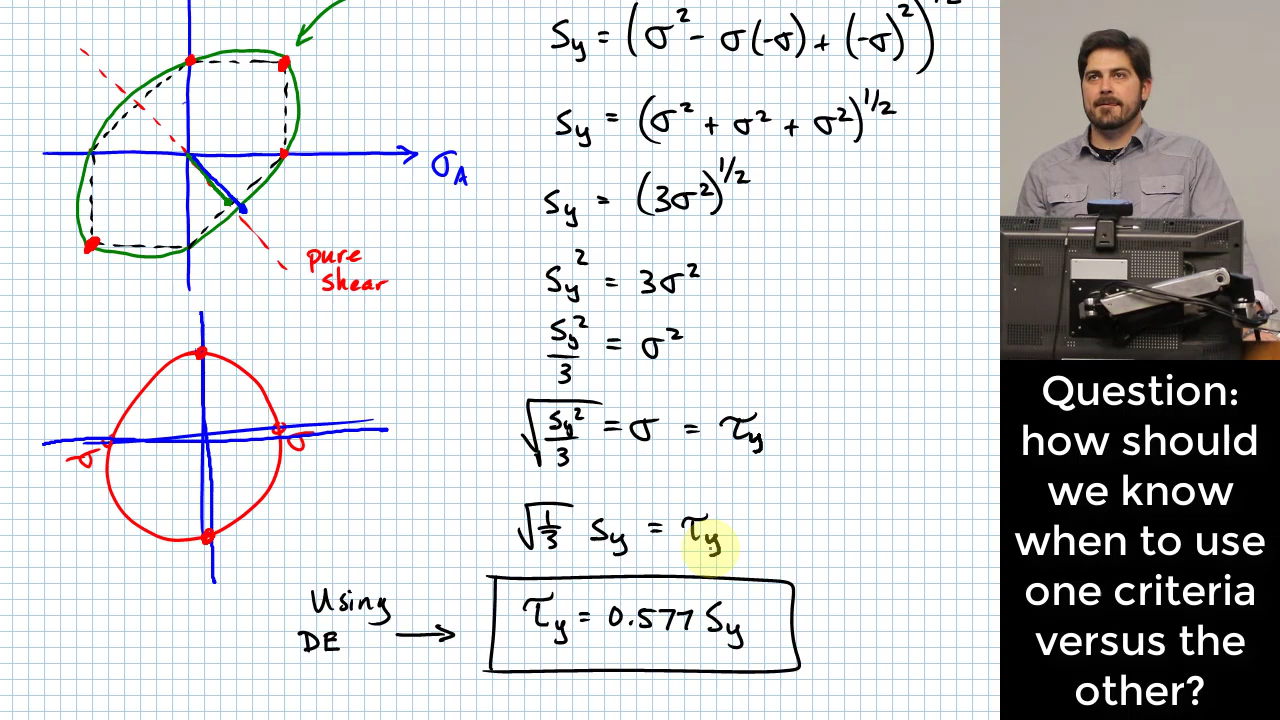 Sy = (σ² - σ(-σ) + (-σ)²)^1/2
Sy = (σ² + σ² + σ²)^1/2
σA
Sy = (3σ²)^1/2
pure
shear
Sy² = 3σ²
Sy²/3 = σ²
√(Sy²/3) = σ = τy
-σ
σ
√(1/3) Sy = τy
Using
DE
τy = 0.577 Sy
Question:
how should
we know
when to use
one criteria
versus the
other?